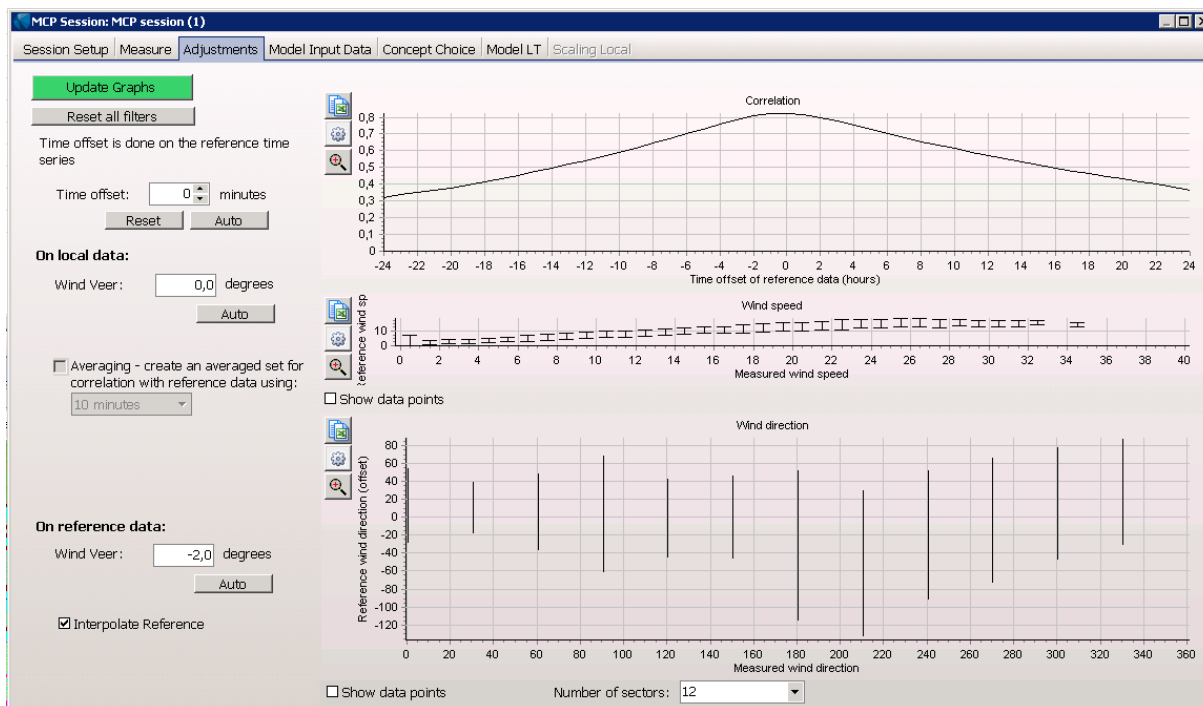 MCP Session: MCP session (1)
Session Setup Measure Adjustments Model Input Data Concept Choice Model LT Scaling Local
Update Graphs
Reset all filters
Time offset is done on the reference time
series
Time offset: 0 minutes
Reset Auto
On local data:
Wind Veer: 0,0 degrees
Auto
Averaging - create an averaged set for
correlation with reference data using:
10 minutes
On reference data:
Wind Veer: -2,0 degrees
Auto
Interpolate Reference
Correlation
0,8
0,7
0,6
0,5
0,4
0,3
0,2
0,1
0
-24 -22 -20 -18 -16 -14 -12 -10 -8 -6 -4 -2 0 2 4 6 8 10 12 14 16 18 20 22 24
Time offset of reference data (hours)
Wind speed
Reference wind sp
10
0
0 2 4 6 8 10 12 14 16 18 20 22 24 26 28 30 32 34 36 38 40
Measured wind speed
Show data points
Wind direction
Reference wind direction (offset)
80
60
40
20
0
-20
-40
-60
-80
-100
-120
0 20 40 60 80 100 120 140 160 180 200 220 240 260 280 300 320 340 360
Measured wind direction
Show data points Number of sectors: 12